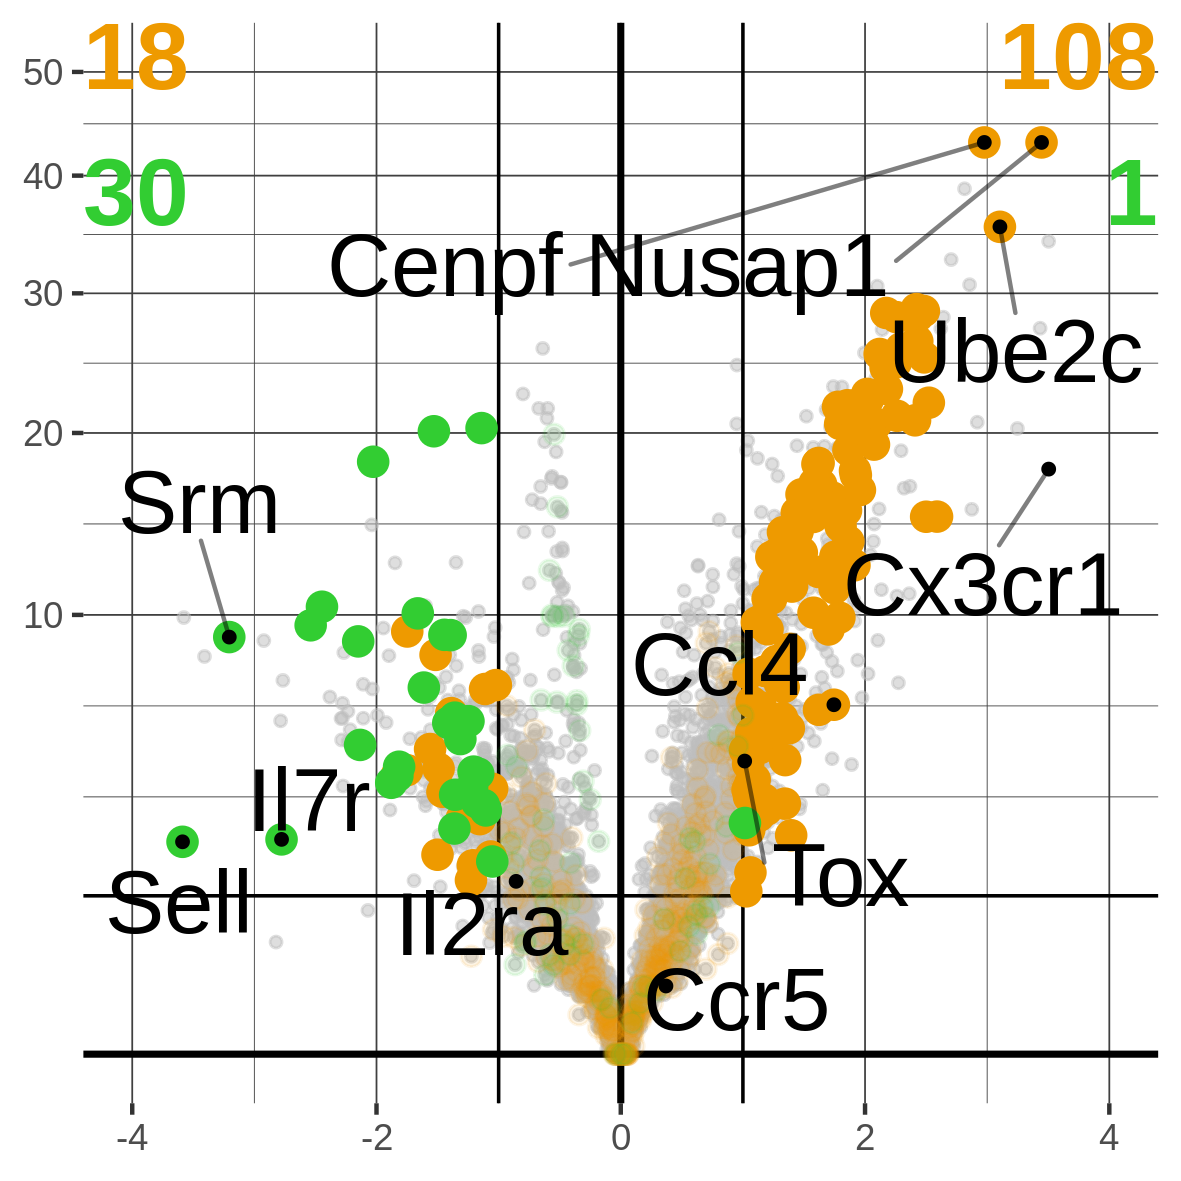 18 108
50
30 1
40
Cenpf Nusap1
30
Ube2c
20
Srm
Cx3cr1
10
Ccl4
Il7r
Tox
Sell
Il2ra
Ccr5
-4 -2 0 2 4